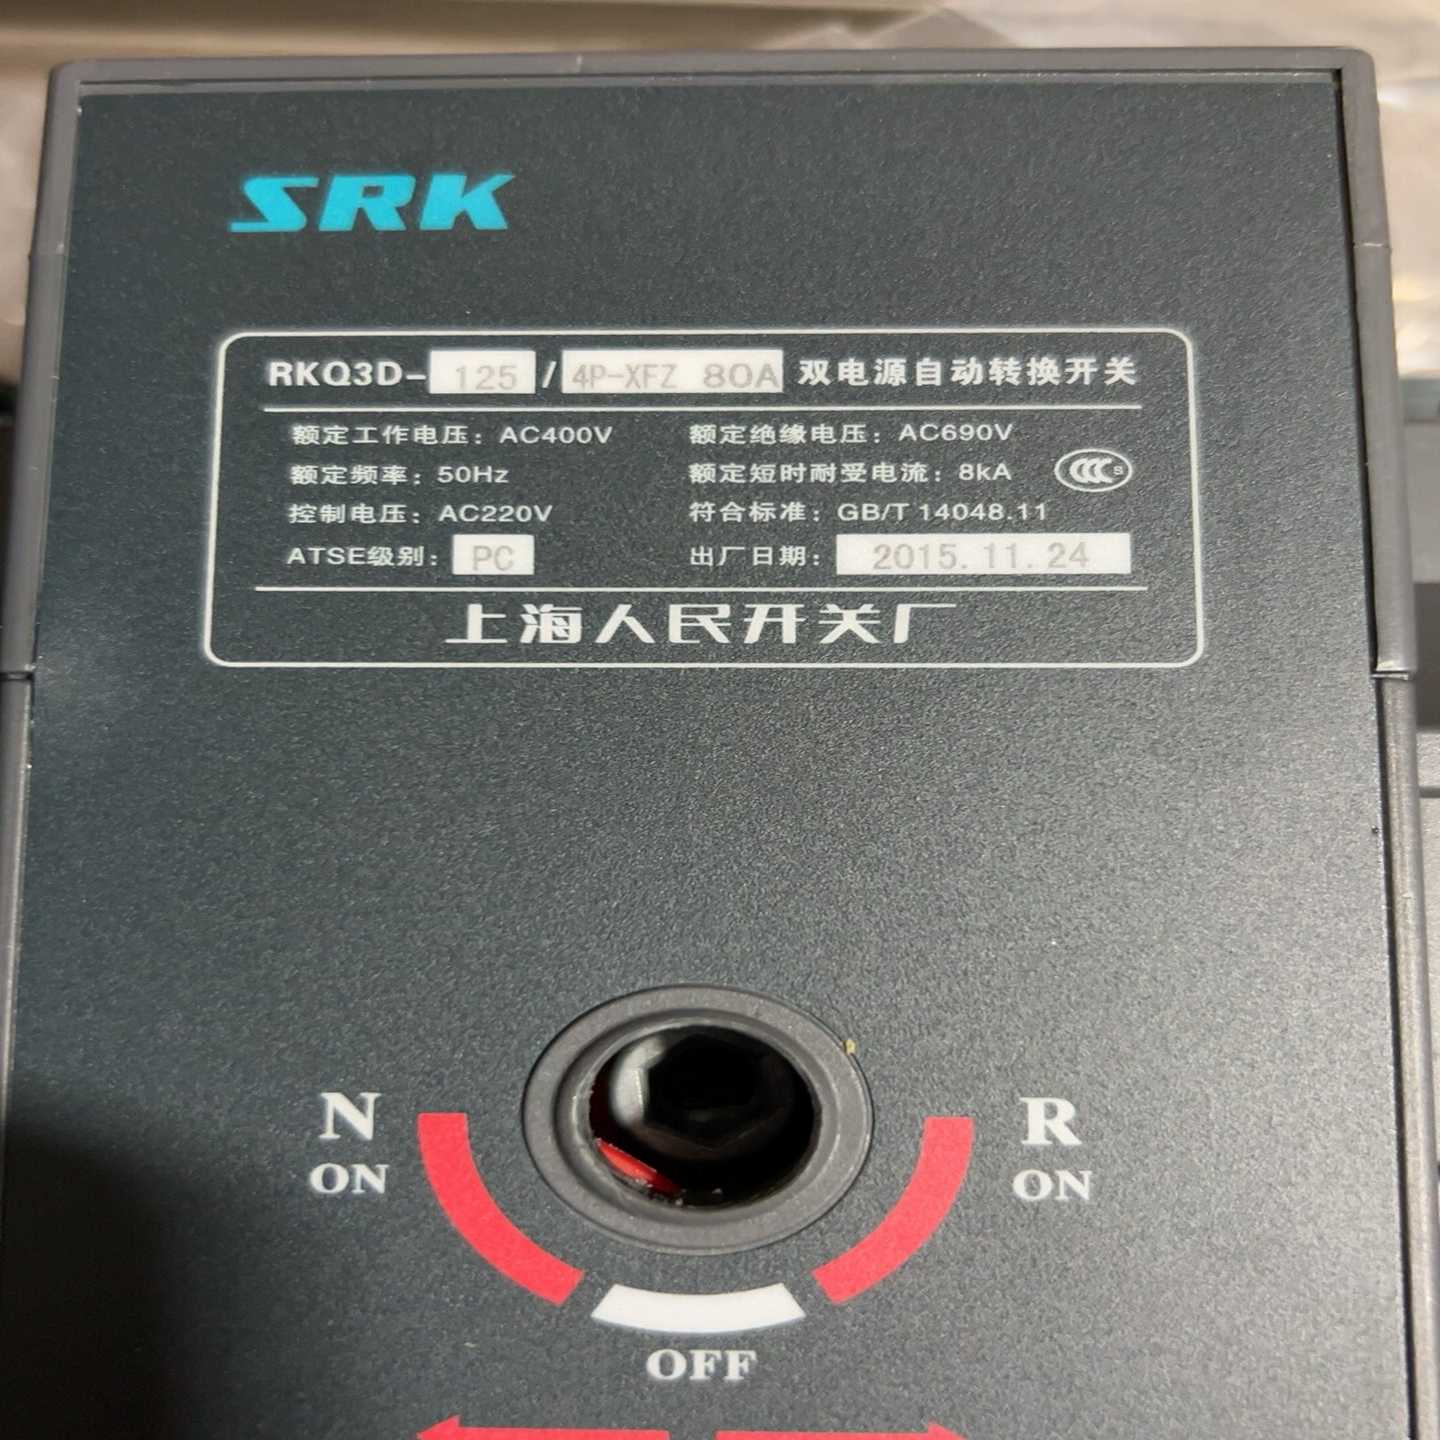 SRK
RKQ3D-125/4P-XFZ 80A 双电源自动转换开关
额定工作电压：AC400V 额定绝缘电压：AC690V
额定频率：50Hz 额定短时耐受电流：8kA CCC S
控制电压：AC220V 符合标准：GB/T 14048.11
ATSE级别：PC 出厂日期：2015.11.24
上海人民开关厂
N R
ON ON
OFF